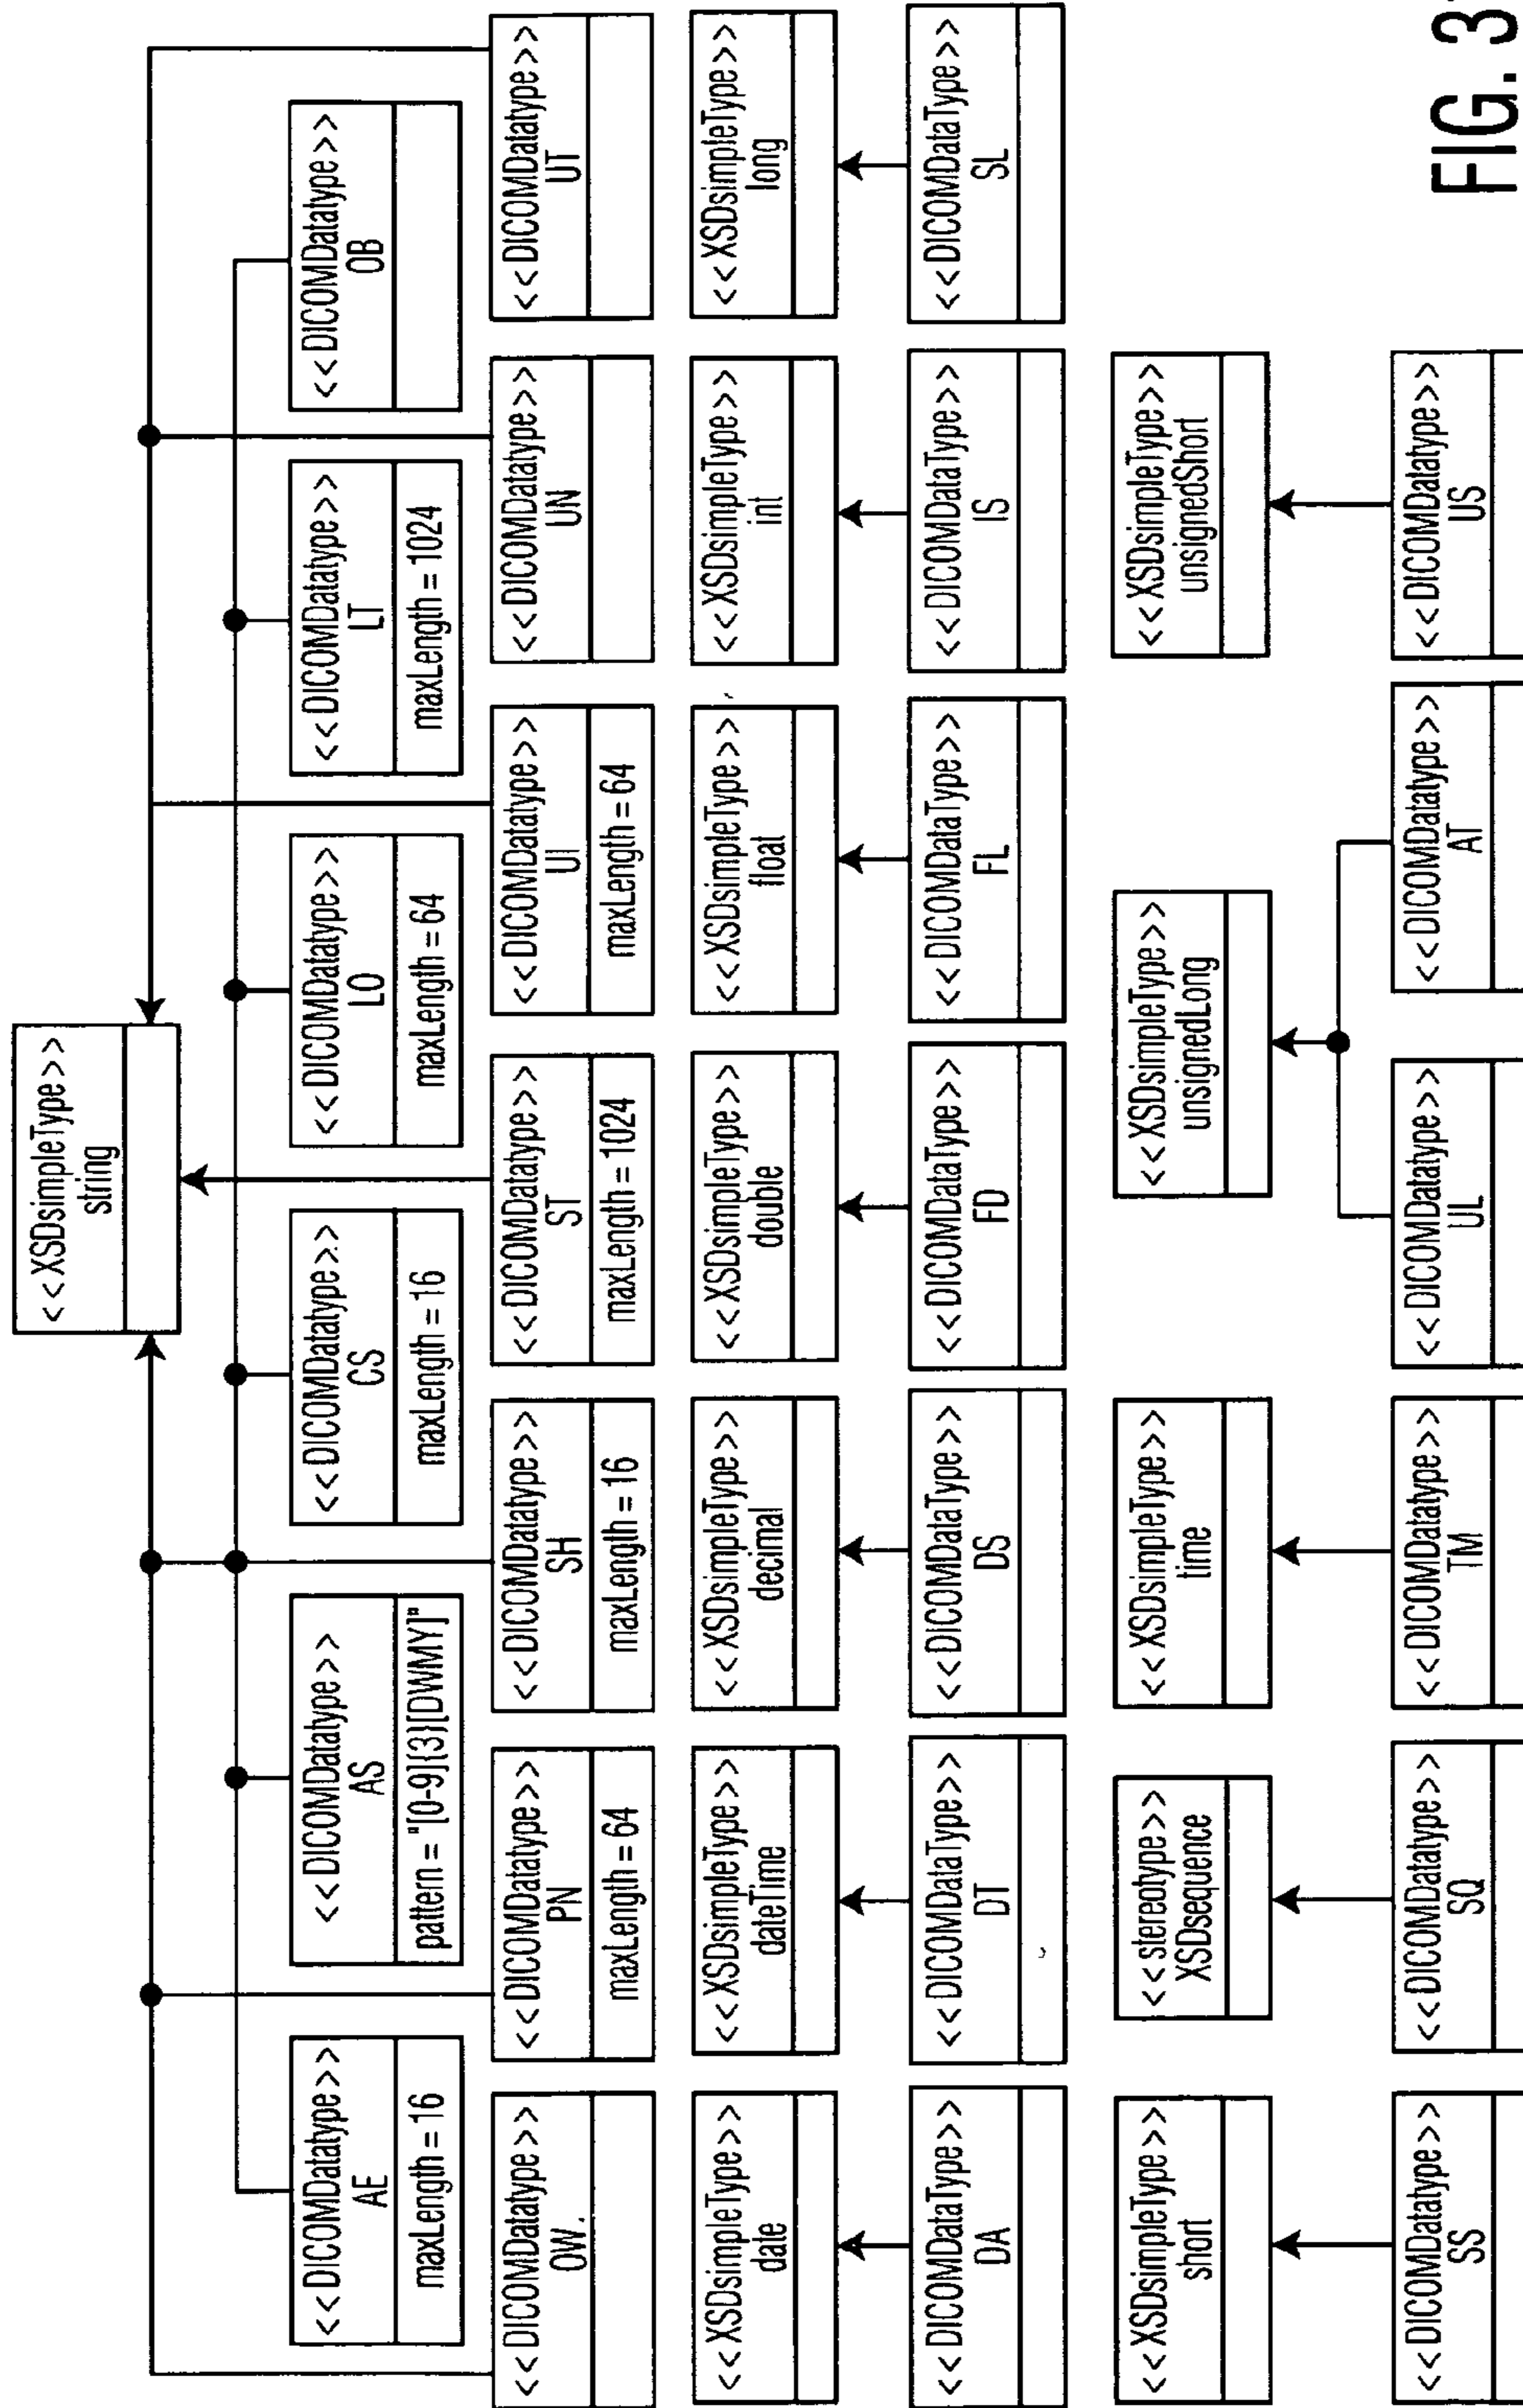 <<XSDsimpleType>>
string
<<DICOMDatatype>>
AE
maxLength = 16
<<DICOMDatatype>>
AS
pattern = "[0-9]{3}[DWMY]"
<<DICOMDatatype>>
CS
maxLength = 16
<<DICOMDatatype>>
LO
maxLength = 64
<<DICOMDatatype>>
LT
maxLength = 1024
<<DICOMDatatype>>
OB
<<DICOMDatatype>>
OW.
<<DICOMDatatype>>
PN
maxLength = 64
<<DICOMDatatype>>
SH
maxLength = 16
<<DICOMDatatype>>
ST
maxLength = 1024
<<DICOMDatatype>>
UI
maxLength = 64
<<DICOMDatatype>>
UN
<<DICOMDatatype>>
UT
<<XSDsimpleType>>
date
<<XSDsimpleType>>
dateTime
<<XSDsimpleType>>
decimal
<<XSDsimpleType>>
double
<<XSDsimpleType>>
float
<<XSDsimpleType>>
int
<<XSDsimpleType>>
long
<<DICOMDataType>>
DA
<<DICOMDataType>>
DT
<<DICOMDataType>>
DS
<<DICOMDataType>>
FD
<<DICOMDataType>>
FL
<<DICOMDataType>>
IS
<<DICOMDataType>>
SL
<<XSDsimpleType>>
short
<<stereotype>>
XSDsequence
<<XSDsimpleType>>
time
<<XSDsimpleType>>
unsignedLong
<<XSDsimpleType>>
unsignedShort
<<DICOMDatatype>>
SS
<<DICOMDatatype>>
SQ
<<DICOMDatatype>>
TM
<<DICOMDatatype>>
UL
<<DICOMDatatype>>
AT
<<DICOMDatatype>>
US
FIG. 3